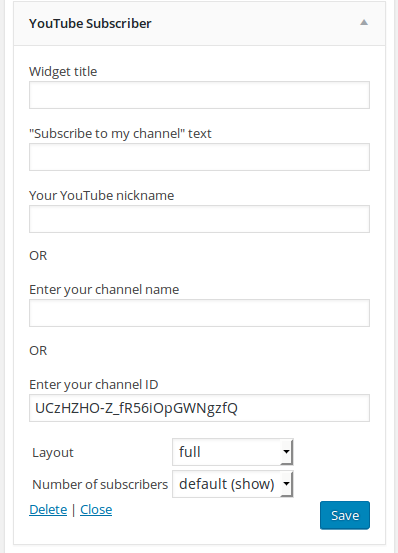 YouTube Subscriber
Widget title
"Subscribe to my channel" text
Your YouTube nickname
OR
Enter your channel name
OR
Enter your channel ID
UCzHZHO-Z_fR56iOpGWNgzfQ
Layout full
Number of subscribers default (show)
Delete | Close Save